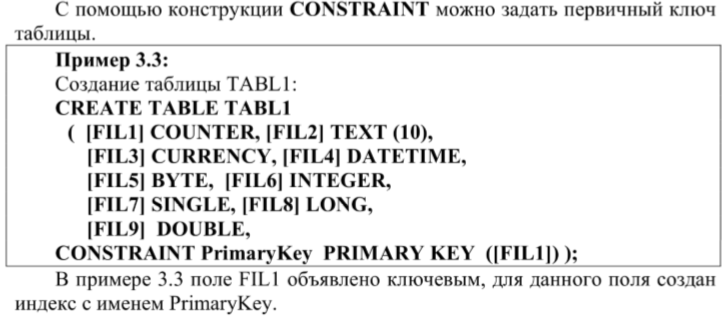 С помощью конструкции CONSTRAINT можно задать первичный ключ
таблицы.
Пример 3.3:
Создание таблицы TABL1:
CREATE TABLE TABL1
( [FIL1] COUNTER, [FIL2] TEXT (10),
[FIL3] CURRENCY, [FIL4] DATETIME,
[FIL5] BYTE, [FIL6] INTEGER,
[FIL7] SINGLE, [FIL8] LONG,
[FIL9] DOUBLE,
CONSTRAINT PrimaryKey PRIMARY KEY ([FIL1]) );
В примере 3.3 поле FIL1 объявлено ключевым, для данного поля создан
индекс с именем PrimaryKey.